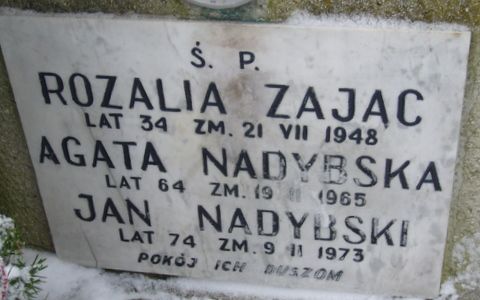 Ś. P.
ROZALIA ZAJĄC
LAT 34 ZM. 21 VII 1948
AGATA NADYBSKA
LAT 64 ZM. 19 II 1965
JAN NADYBSKI
LAT 74 ZM. 9 II 1973
POKÓJ ICH DUSZOM